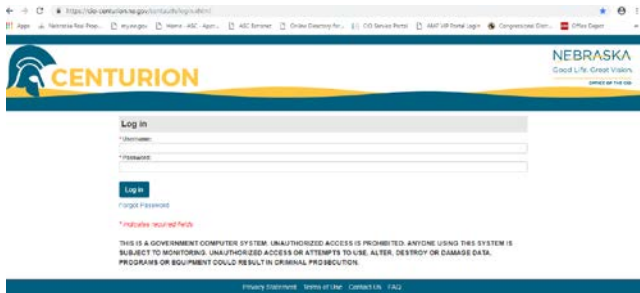 Apps
CENTURION
NEBRASKA
Good Life. Great Vision.
OFFICE OF THE CIO
Log in
*Username:
*Password:
Log in
Forgot Password
* Indicates required fields
THIS IS A GOVERNMENT COMPUTER SYSTEM. UNAUTHORIZED ACCESS IS PROHIBITED. ANYONE USING THIS SYSTEM IS
SUBJECT TO MONITORING. UNAUTHORIZED ACCESS OR ATTEMPTS TO USE, ALTER, DESTROY OR DAMAGE DATA,
PROGRAMS OR EQUIPMENT COULD RESULT IN CRIMINAL PROSECUTION.
Privacy Statement Terms of Use Contact Us FAQ